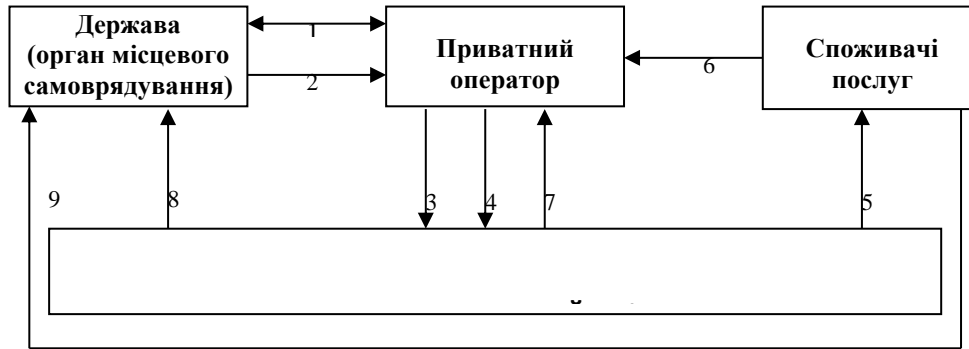 Держава
(орган місцевого
самоврядування)
1
2
Приватний
оператор
6
Споживачі
послуг
9
8
3
4
7
5